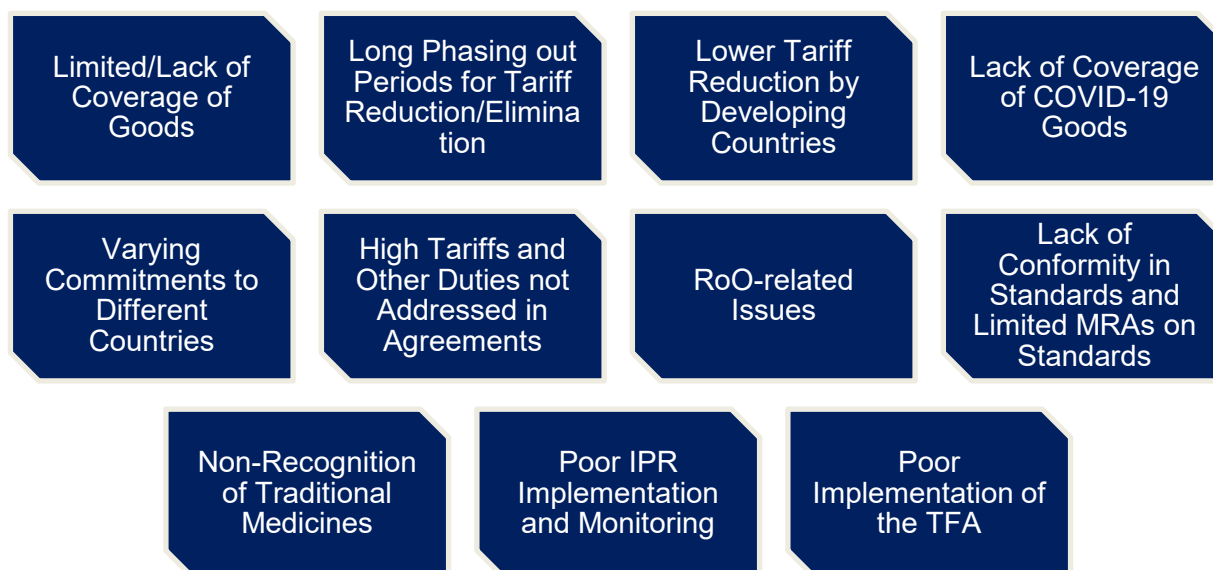 Limited/Lack of
Coverage of
Goods
Long Phasing out
Periods for Tariff
Reduction/Elimina
tion
Lower Tariff
Reduction by
Developing
Countries
Lack of Coverage
of COVID-19
Goods
Varying
Commitments to
Different
Countries
High Tariffs and
Other Duties not
Addressed in
Agreements
RoO-related
Issues
Lack of
Conformity in
Standards and
Limited MRAs on
Standards
Non-Recognition
of Traditional
Medicines
Poor IPR
Implementation
and Monitoring
Poor
Implementation of
the TFA